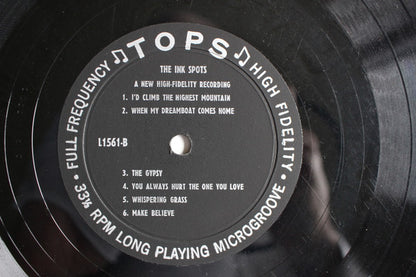 TOPS
THE INK SPOTS
A NEW HIGH-FIDELITY RECORDING
1. I'D CLIMB THE HIGHEST MOUNTAIN
2. WHEN MY DREAMBOAT COMES HOME
L1561-B
3. THE GYPSY
4. YOU ALWAYS HURT THE ONE YOU LOVE
5. WHISPERING GRASS
6. MAKE BELIEVE
• FULL FREQUENCY
HIGH FIDELITY •
33⅓ RPM LONG PLAYING MICROGROOVE